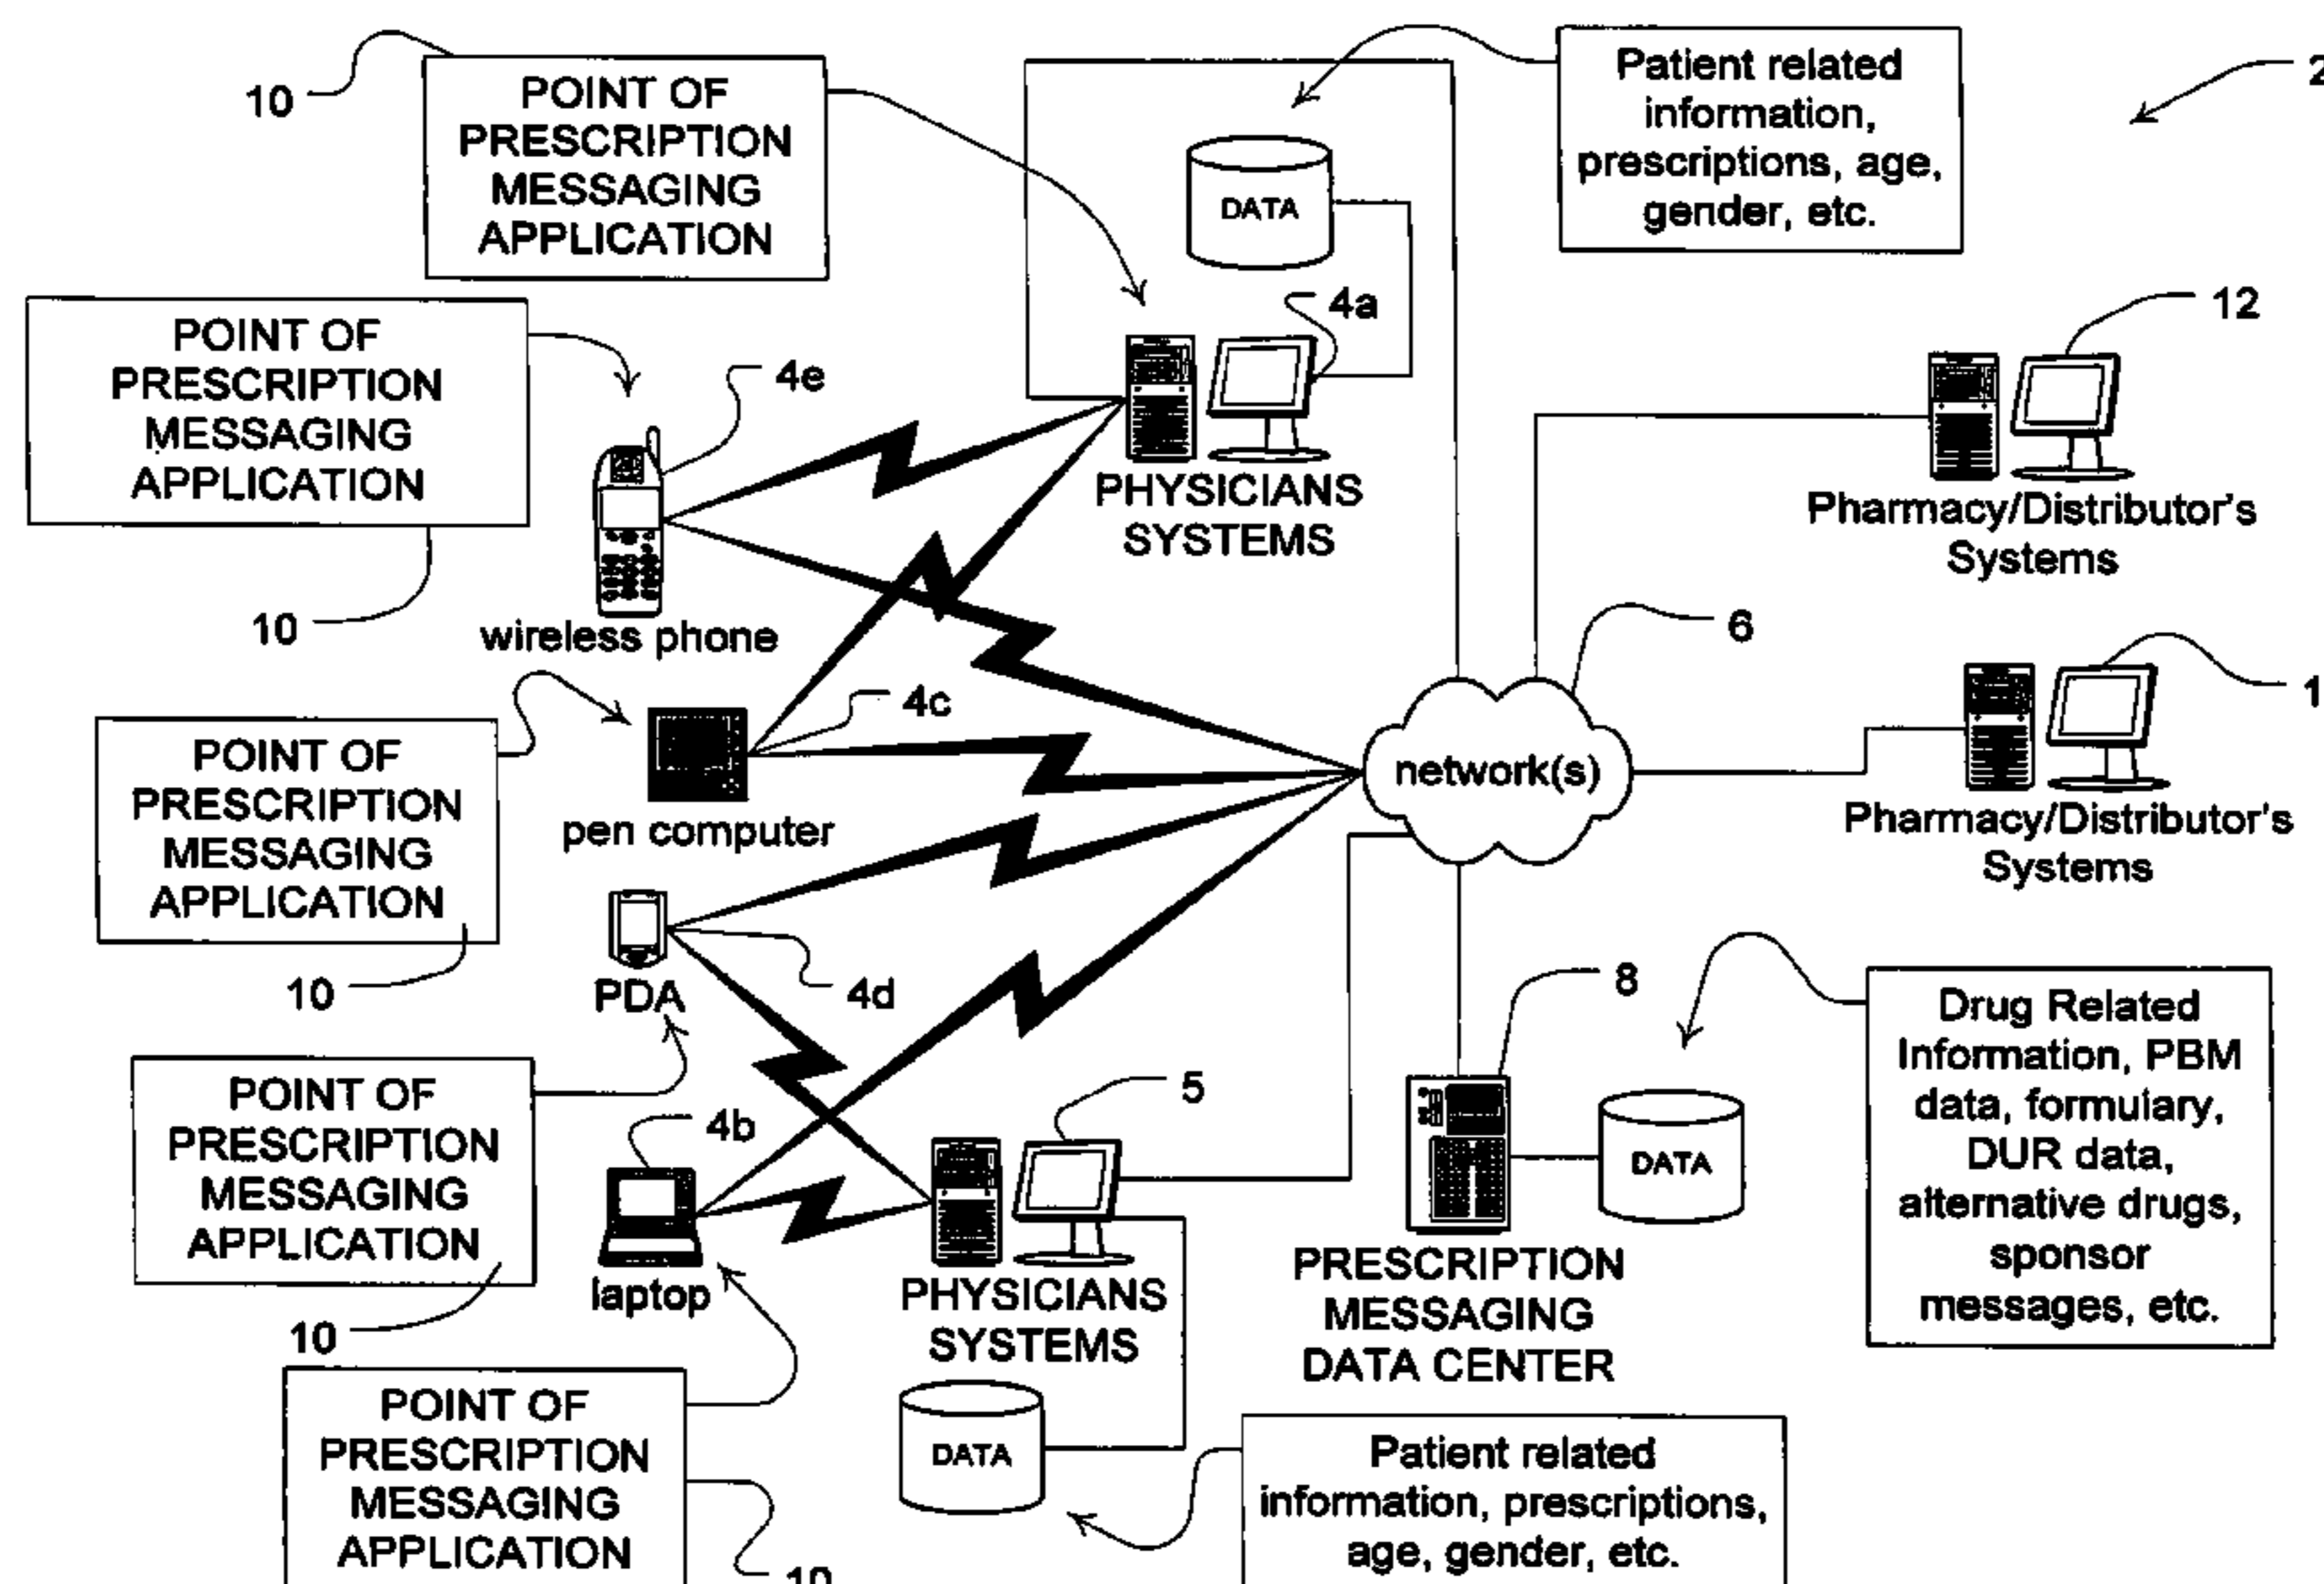 10
POINT OF
PRESCRIPTION
MESSAGING
APPLICATION
DATA
Patient related
information,
prescriptions, age,
gender, etc.
2
POINT OF
PRESCRIPTION
MESSAGING
APPLICATION
10
4e
wireless phone
4a
PHYSICIANS
SYSTEMS
12
Pharmacy/Distributor's
Systems
6
network(s)
1
Pharmacy/Distributor's
Systems
POINT OF
PRESCRIPTION
MESSAGING
APPLICATION
10
4c
pen computer
PDA
4d
POINT OF
PRESCRIPTION
MESSAGING
APPLICATION
10
4b
laptop
5
PHYSICIANS
SYSTEMS
DATA
8
DATA
PRESCRIPTION
MESSAGING
DATA CENTER
Drug Related
Information, PBM
data, formulary,
DUR data,
alternative drugs,
sponsor
messages, etc.
POINT OF
PRESCRIPTION
MESSAGING
APPLICATION
10
Patient related
information, prescriptions,
age, gender, etc.